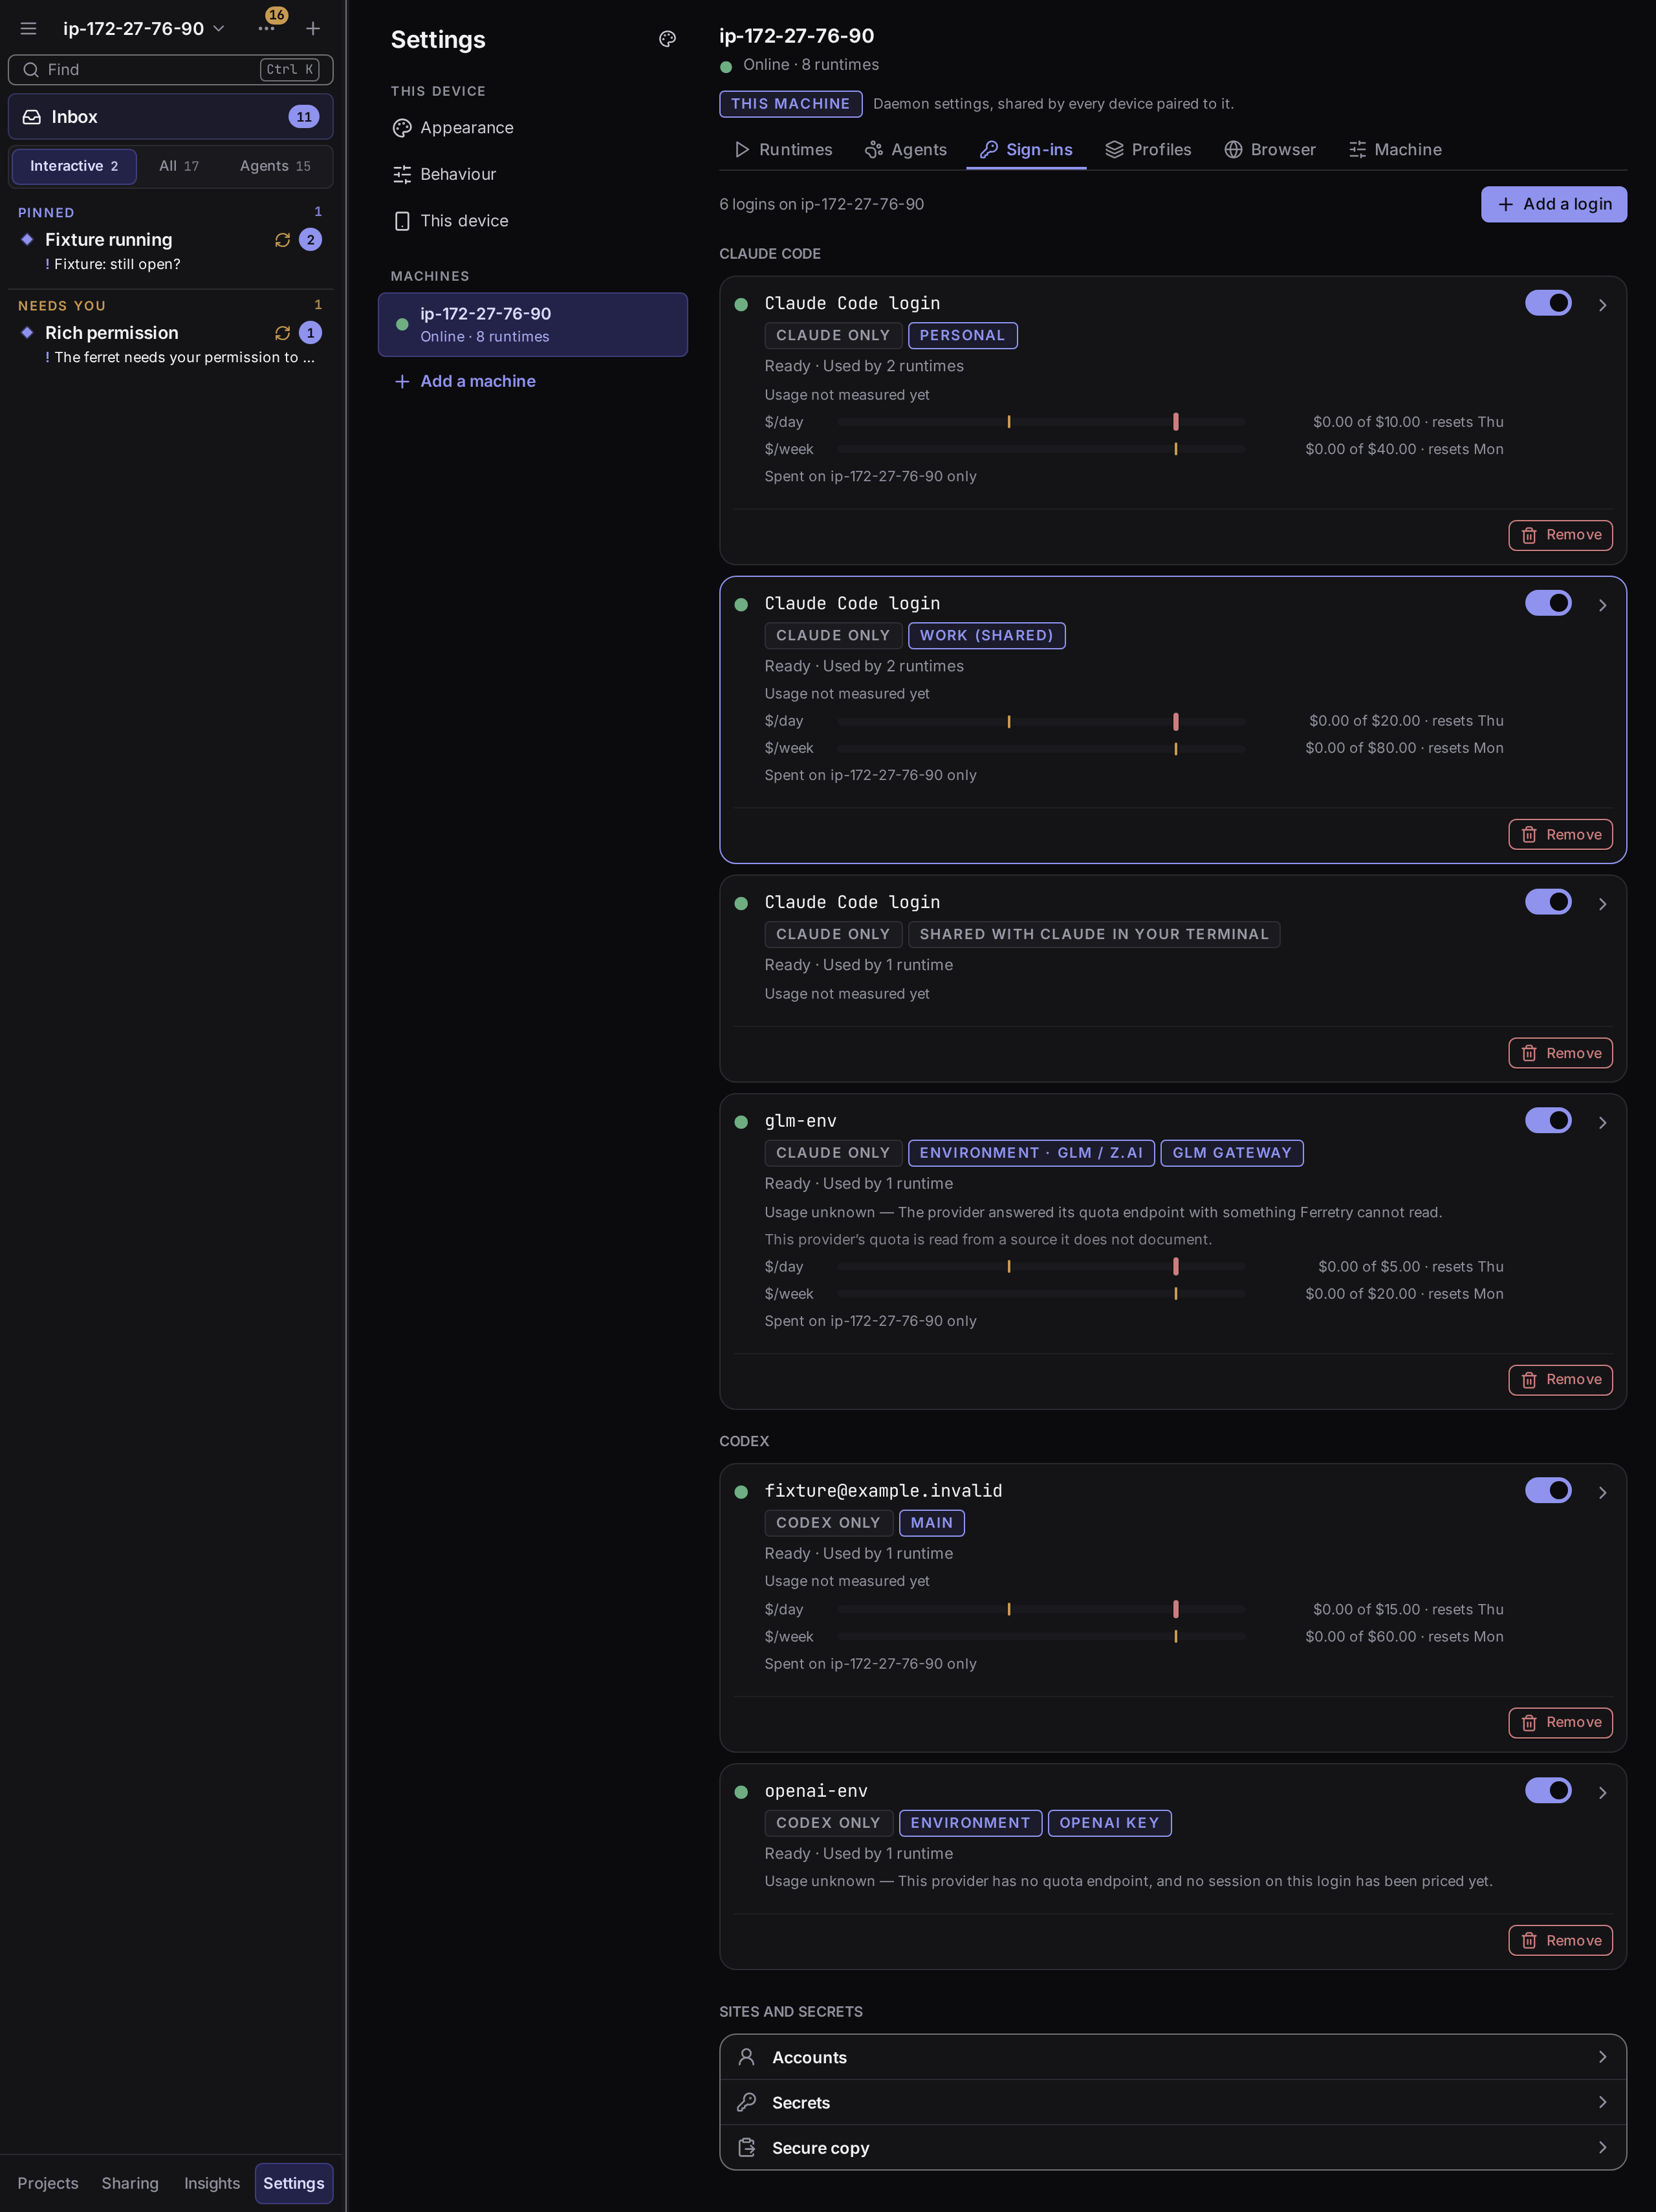 ip-172-27-76-90
16
Find
Ctrl K
Inbox
11
Interactive 2
All 17
Agents 15
PINNED
1
Fixture running
2
! Fixture: still open?
NEEDS YOU
1
Rich permission
1
! The ferret needs your permission to ...
Projects
Sharing
Insights
Settings
Settings
THIS DEVICE
Appearance
Behaviour
This device
MACHINES
ip-172-27-76-90
Online · 8 runtimes
Add a machine
ip-172-27-76-90
Online · 8 runtimes
THIS MACHINE Daemon settings, shared by every device paired to it.
Runtimes
Agents
Sign-ins
Profiles
Browser
Machine
6 logins on ip-172-27-76-90
Add a login
CLAUDE CODE
Claude Code login
CLAUDE ONLY PERSONAL
Ready · Used by 2 runtimes
Usage not measured yet
$/day $0.00 of $10.00 · resets Thu
$/week $0.00 of $40.00 · resets Mon
Spent on ip-172-27-76-90 only
Remove
Claude Code login
CLAUDE ONLY WORK (SHARED)
Ready · Used by 2 runtimes
Usage not measured yet
$/day $0.00 of $20.00 · resets Thu
$/week $0.00 of $80.00 · resets Mon
Spent on ip-172-27-76-90 only
Remove
Claude Code login
CLAUDE ONLY SHARED WITH CLAUDE IN YOUR TERMINAL
Ready · Used by 1 runtime
Usage not measured yet
Remove
glm-env
CLAUDE ONLY ENVIRONMENT · GLM / Z.AI GLM GATEWAY
Ready · Used by 1 runtime
Usage unknown — The provider answered its quota endpoint with something Ferretry cannot read.
This provider’s quota is read from a source it does not document.
$/day $0.00 of $5.00 · resets Thu
$/week $0.00 of $20.00 · resets Mon
Spent on ip-172-27-76-90 only
Remove
CODEX
fixture@example.invalid
CODEX ONLY MAIN
Ready · Used by 1 runtime
Usage not measured yet
$/day $0.00 of $15.00 · resets Thu
$/week $0.00 of $60.00 · resets Mon
Spent on ip-172-27-76-90 only
Remove
openai-env
CODEX ONLY ENVIRONMENT OPENAI KEY
Ready · Used by 1 runtime
Usage unknown — This provider has no quota endpoint, and no session on this login has been priced yet.
Remove
SITES AND SECRETS
Accounts
Secrets
Secure copy